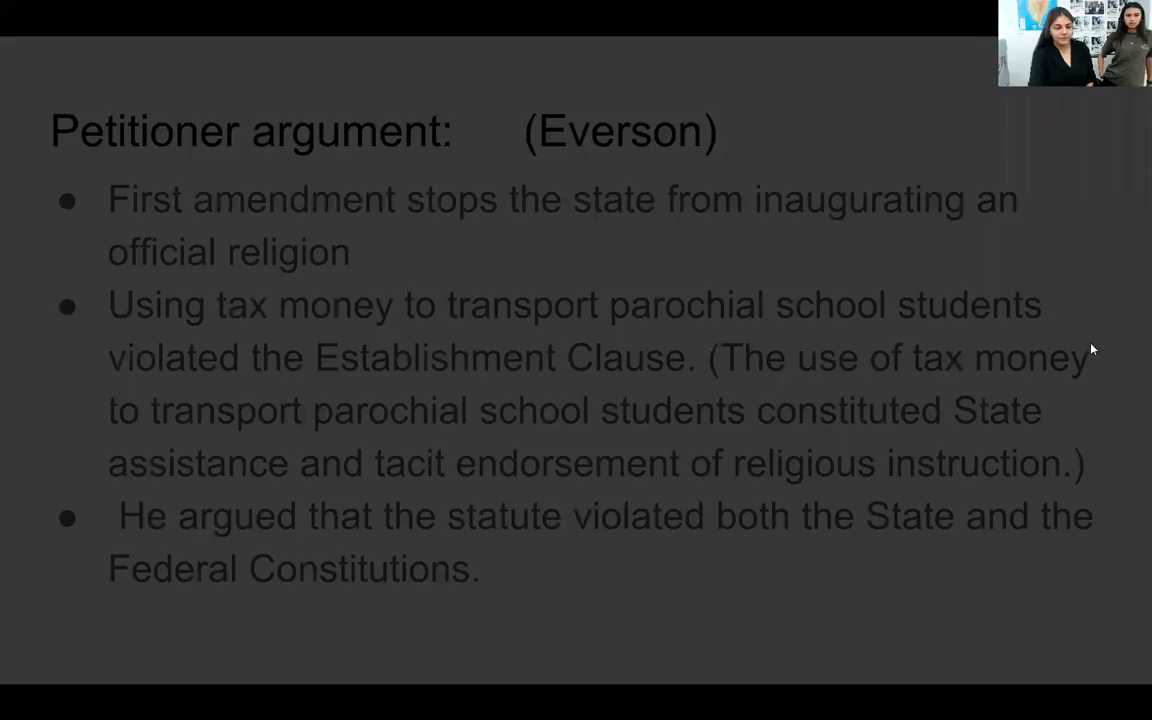 Petitioner argument: (Everson)
● First amendment stops the state from inaugurating an
official religion
● Using tax money to transport parochial school students
violated the Establishment Clause. (The use of tax money
to transport parochial school students constituted State
assistance and tacit endorsement of religious instruction.)
● He argued that the statute violated both the State and the
Federal Constitutions.